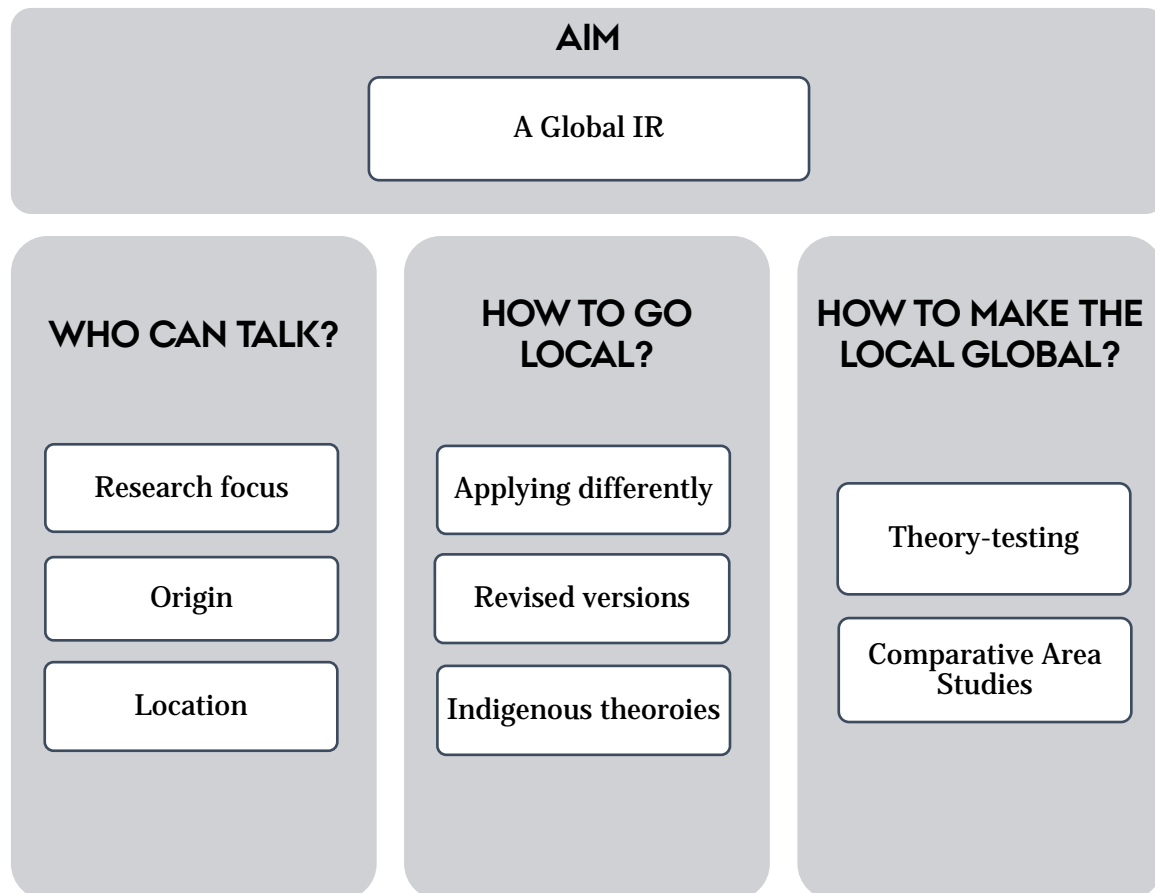 AIM
A Global IR
WHO CAN TALK?
Research focus
Origin
Location
HOW TO GO
LOCAL?
Applying differently
Revised versions
Indigenous theoroies
HOW TO MAKE THE
LOCAL GLOBAL?
Theory-testing
Comparative Area
Studies